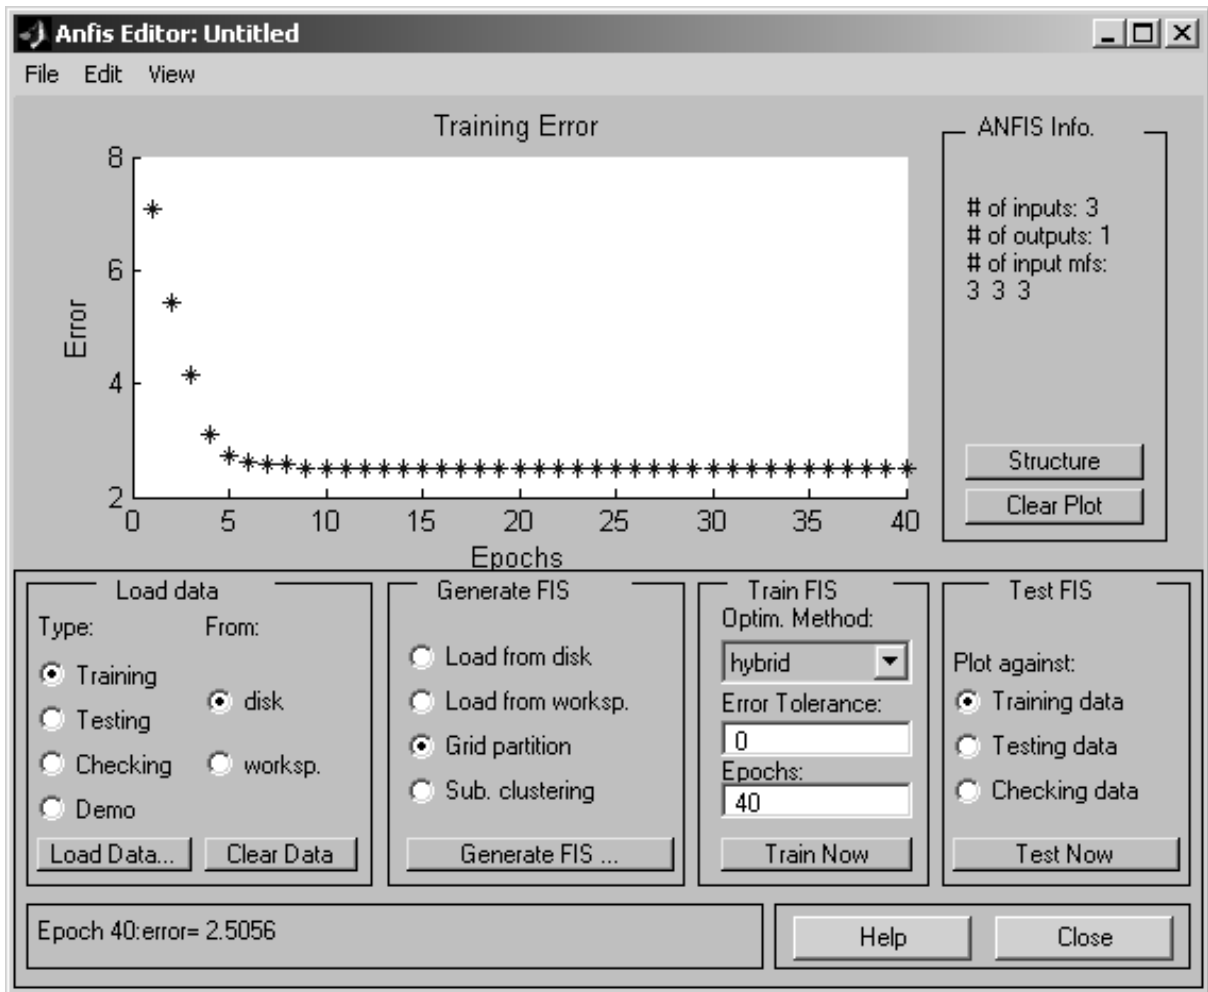 Anfis Editor: Untitled
File Edit View
Training Error
8
6
4
2
Error
0 5 10 15 20 25 30 35 40
Epochs
ANFIS Info.
# of inputs: 3
# of outputs: 1
# of input mfs:
3 3 3
Structure
Clear Plot
Load data
Type: From:
Training
Testing
Checking
Demo
disk
worksp.
Load Data... Clear Data
Generate FIS
Load from disk
Load from worksp.
Grid partition
Sub. clustering
Generate FIS ...
Train FIS
Optim. Method:
hybrid
Error Tolerance:
0
Epochs:
40
Train Now
Test FIS
Plot against:
Training data
Testing data
Checking data
Test Now
Epoch 40:error= 2.5056
Help Close